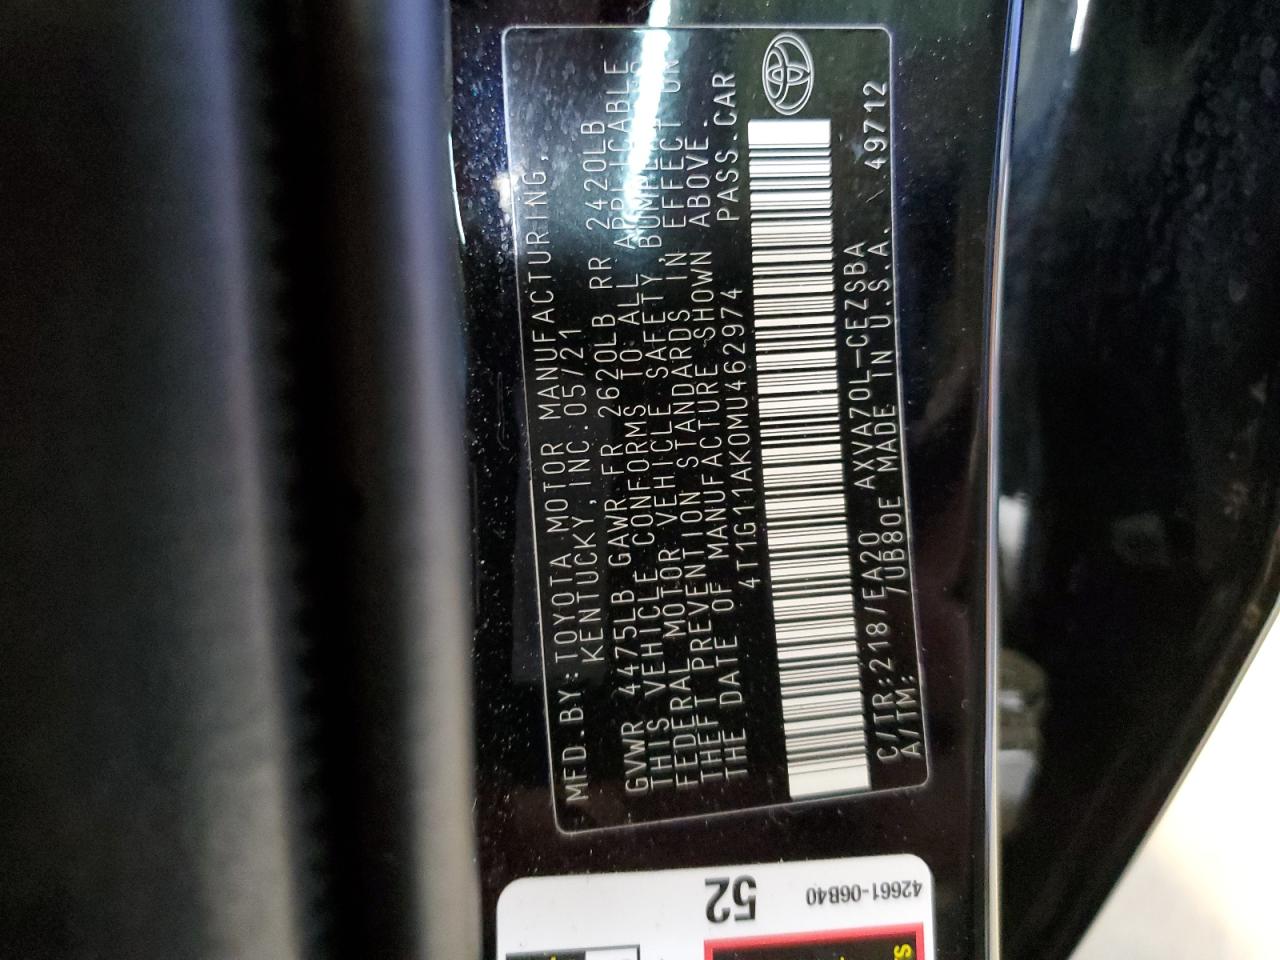 MFD.BY:TOYOTA MOTOR MANUFACTURING,
KENTUCKY,INC.05/21
GVWR 4475LB GAWR FR 2620LB RR 2420LB
THIS VEHICLE CONFORMS TO ALL APPLICABLE
FEDERAL MOTOR VEHICLE SAFETY, BUMPER,
THEFT PREVENTION STANDARDS IN EFFECT ON
THE DATE OF MANUFACTURE SHOWN ABOVE.
4T1G11AK0MU462974 PASS.CAR
C/TR:218/EA20 AXVA70L-CEZSBA
A/TM: /UB80E MADE IN U.S.A. \ 49712
52
42661-06B40